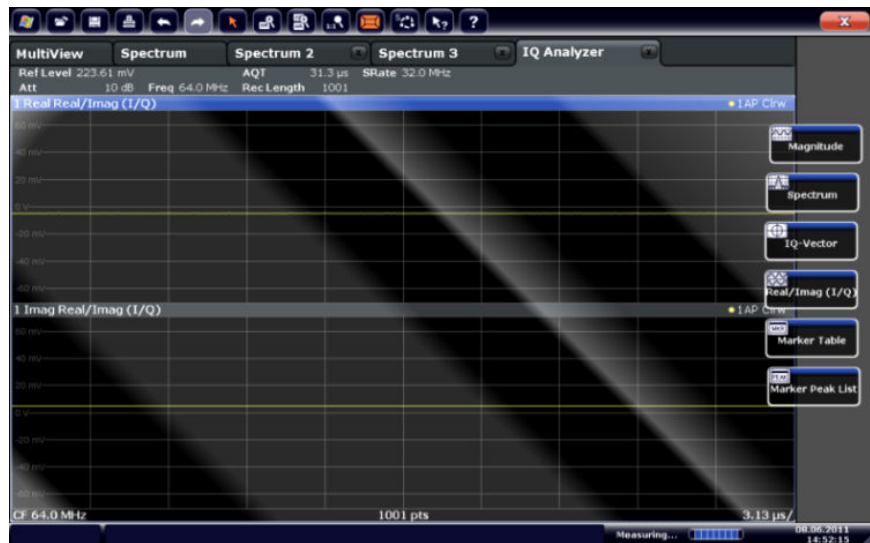 MultiView Spectrum Spectrum 2 Spectrum 3 IQ Analyzer
Ref Level 223.61 mV AQT 31.3 µs SRate 32.0 MHz
Att 10 dB Freq 64.0 MHz Rec Length 1001
1 Real Real/Imag (I/Q) 1AP Clrw
60 mV
40 mV
20 mV
0 V
-20 mV
-40 mV
-60 mV
1 Imag Real/Imag (I/Q) 1AP Clrw
60 mV
40 mV
20 mV
0 V
-20 mV
-40 mV
-60 mV
CF 64.0 MHz 1001 pts 3.13 µs/
Magnitude
Spectrum
IQ-Vector
Real/Imag (I/Q)
Marker Table
Marker Peak List
Measuring... 08.06.2011
14:52:15